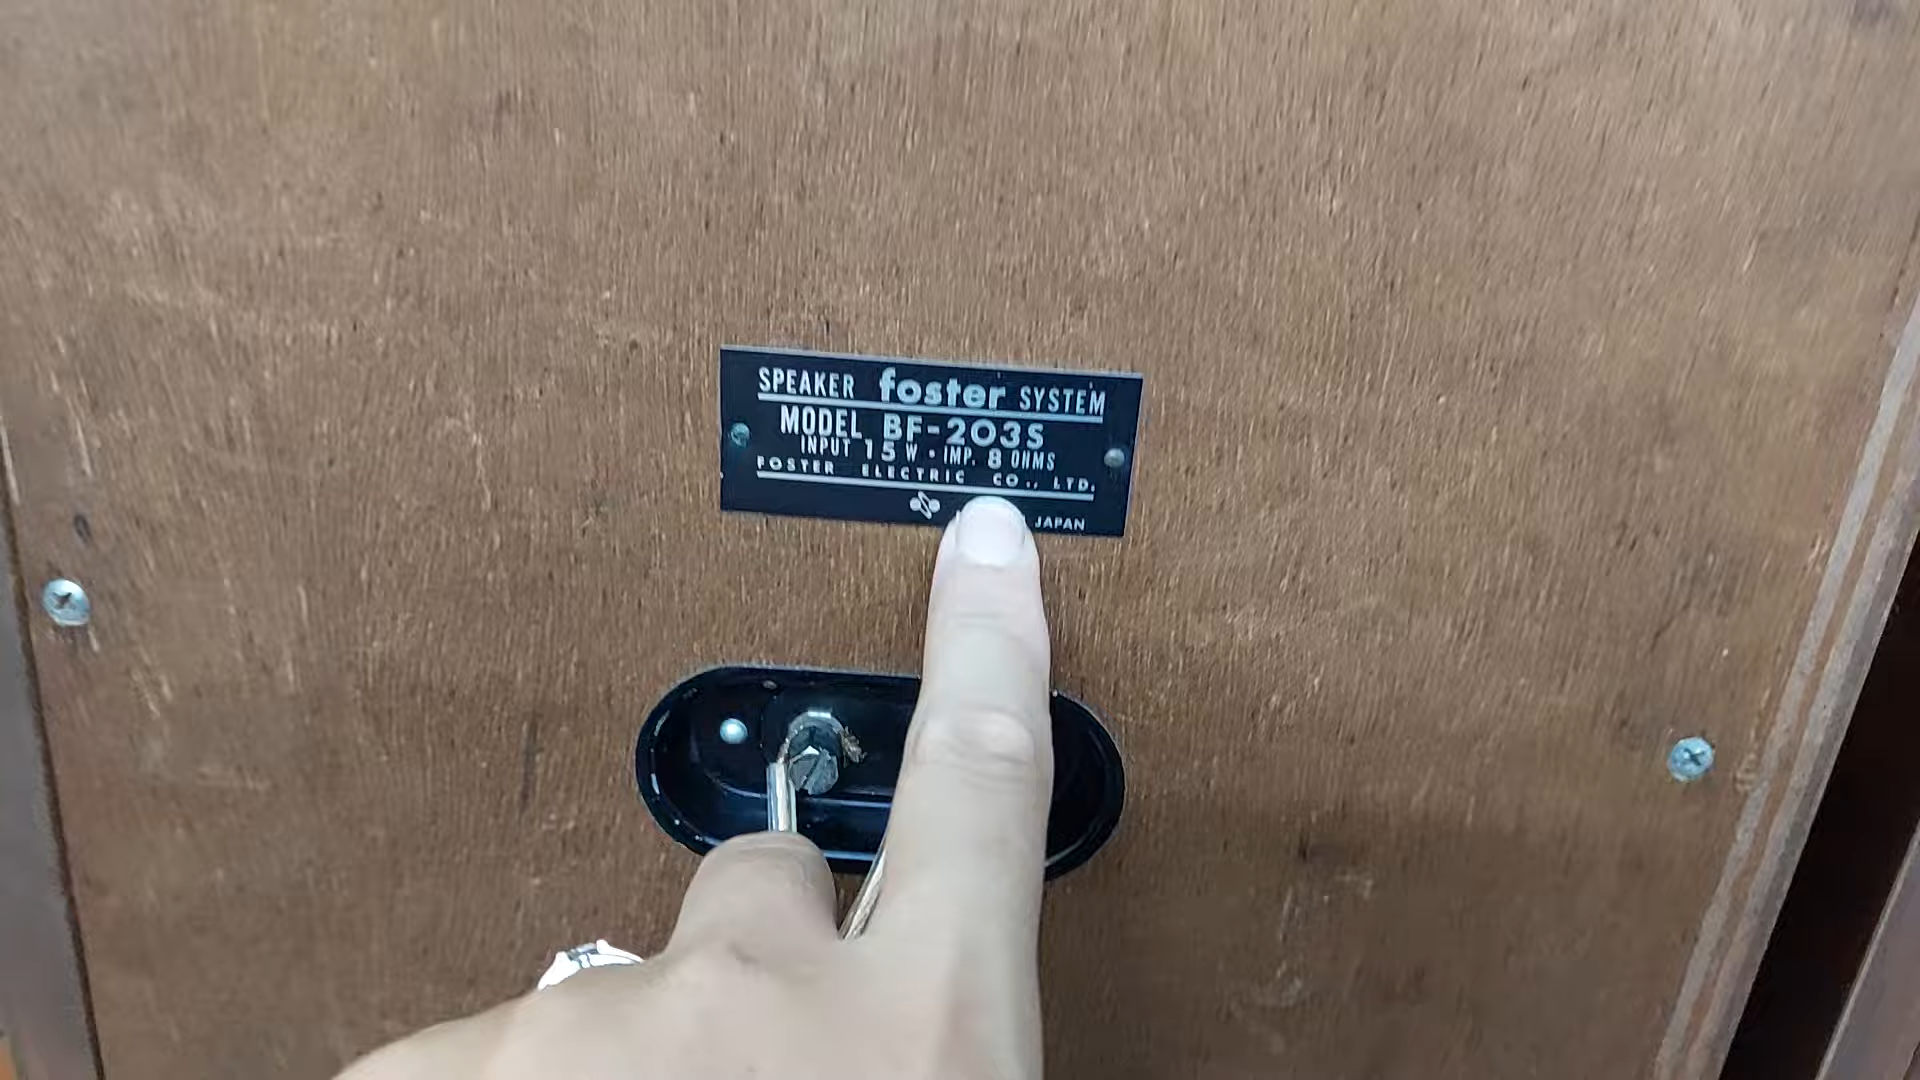 SPEAKER foster SYSTEM
MODEL BF-203S
INPUT 15 W • IMP. 8 OHMS
FOSTER ELECTRIC CO., LTD.
JAPAN